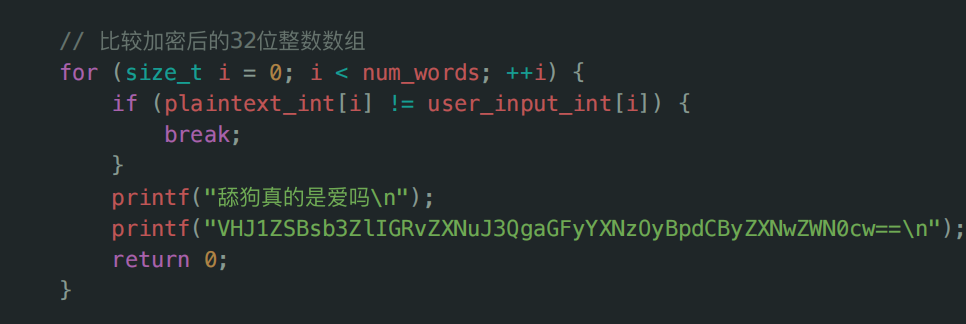 // 比较加密后的32位整数数组
for (size_t i = 0; i < num_words; ++i) {
if (plaintext_int[i] != user_input_int[i]) {
break;
}
printf("舔狗真的是爱吗\n");
printf("VHJ1ZSBsb3ZlIGRvZXNuJ3QgaGFyYXNzOyBpdCByZXNwZWN0cw==\n");
return 0;
}